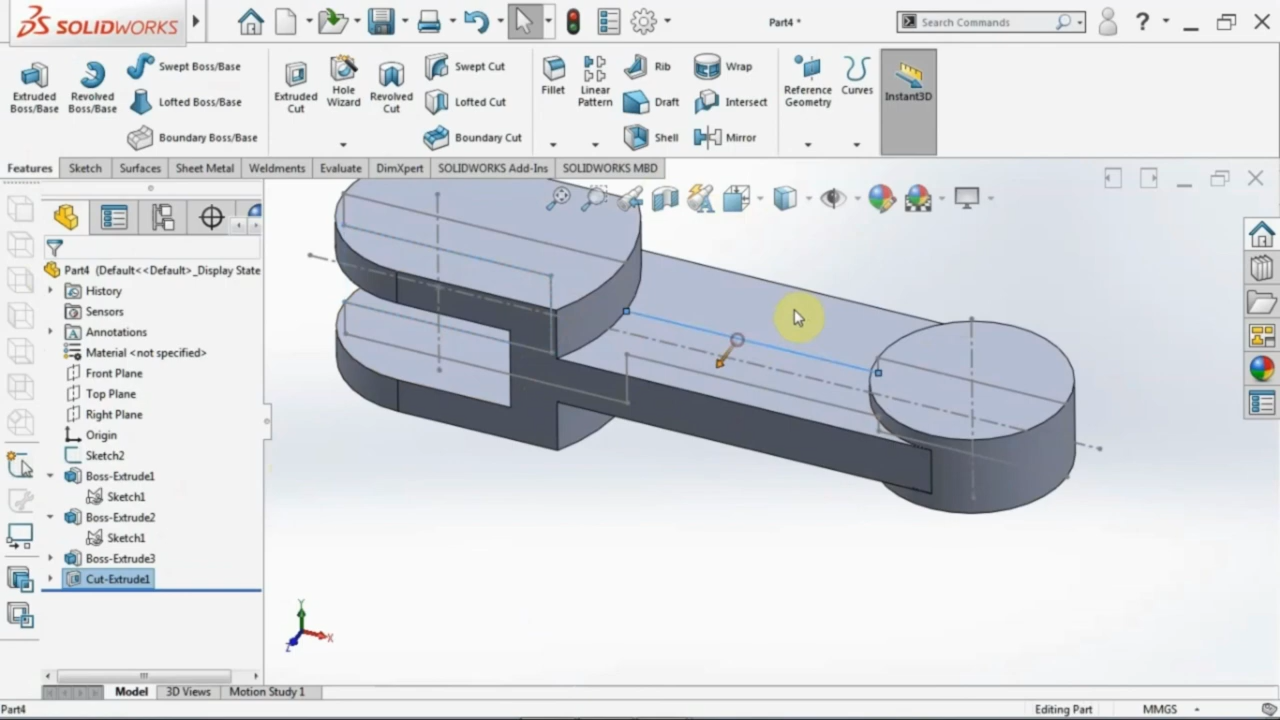 SOLIDWORKS
Part4 *
Search Commands
Extruded Boss/Base
Revolved Boss/Base
Swept Boss/Base
Lofted Boss/Base
Boundary Boss/Base
Extruded Cut
Hole Wizard
Revolved Cut
Swept Cut
Lofted Cut
Boundary Cut
Fillet
Linear Pattern
Rib
Draft
Shell
Wrap
Intersect
Mirror
Reference Geometry
Curves
Instant3D
Features
Sketch
Surfaces
Sheet Metal
Weldments
Evaluate
DimXpert
SOLIDWORKS Add-Ins
SOLIDWORKS MBD
Part4 (Default<<Default>_Display State
History
Sensors
Annotations
Material <not specified>
Front Plane
Top Plane
Right Plane
Origin
Sketch2
Boss-Extrude1
Sketch1
Boss-Extrude2
Sketch1
Boss-Extrude3
Cut-Extrude1
Y
X
Z
Model
3D Views
Motion Study 1
Part4
Editing Part
MMGS